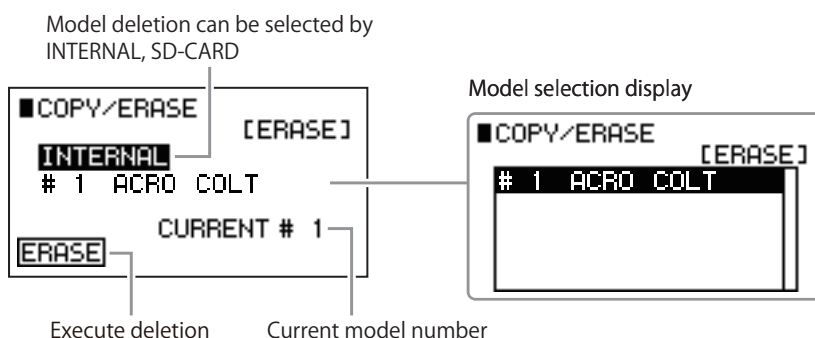 Model deletion can be selected by
INTERNAL, SD-CARD
■COPY/ERASE
[ERASE]
INTERNAL
# 1 ACRO COLT
CURRENT # 1
ERASE
Execute deletion
Current model number
Model selection display
■COPY/ERASE
[ERASE]
# 1 ACRO COLT